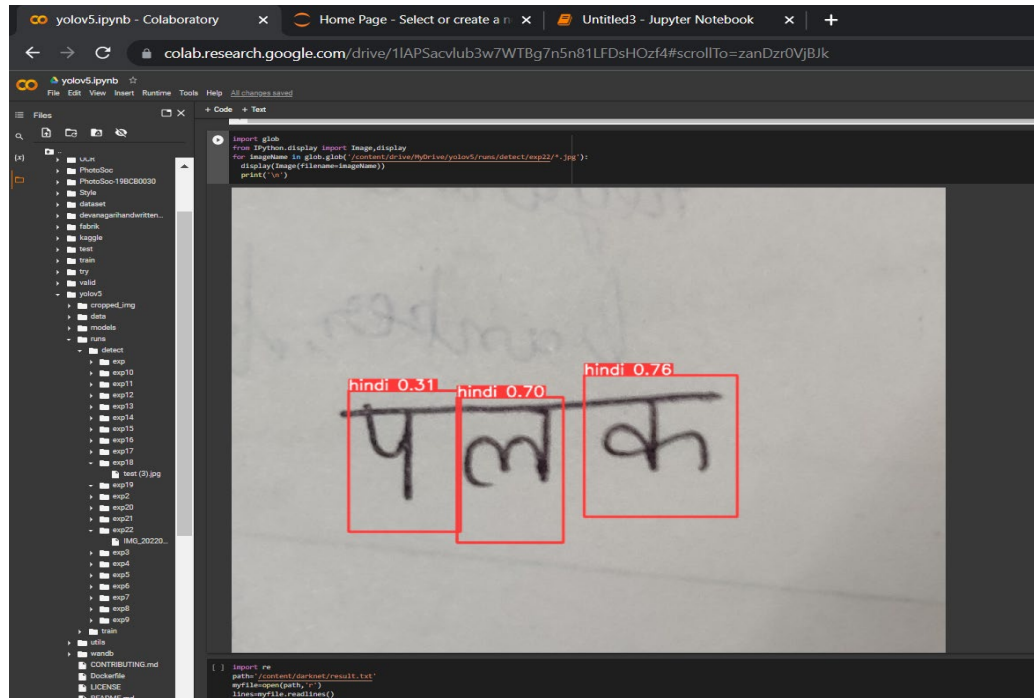 yolov5.ipynb - Colaboratory
Home Page - Select or create a n
Untitled3 - Jupyter Notebook
colab.research.google.com/drive/1lAPSacvlub3w7WTBg7n5n81LFDsHOzf4#scrollTo=zanDzr0VjBJk
yolov5.ipynb
File Edit View Insert Runtime Tools Help All changes saved
Files
+ Code + Text
{x}
..
OCR
PhotoSoc
PhotoSoc-19BCB0030
Style
dataset
devanagarihandwritten...
fabrik
kaggle
test
train
try
valid
yolov5
cropped_img
data
models
runs
detect
exp
exp10
exp11
exp12
exp13
exp14
exp15
exp16
exp17
exp18
test (3).jpg
exp19
exp2
exp20
exp21
exp22
IMG_20220...
exp3
exp4
exp5
exp6
exp7
exp8
exp9
train
utils
wandb
CONTRIBUTING.md
Dockerfile
LICENSE
README.md
import glob
from IPython.display import Image,display
for imageName in glob.glob('/content/drive/MyDrive/yolov5/runs/detect/exp22/*.jpg'):
display(Image(filename=imageName))
print('\n')
hindi 0.31 hindi 0.70 hindi 0.76
पलक
[ ] import re
path='/content/darknet/result.txt'
myfile=open(path,'r')
lines=myfile.readlines()